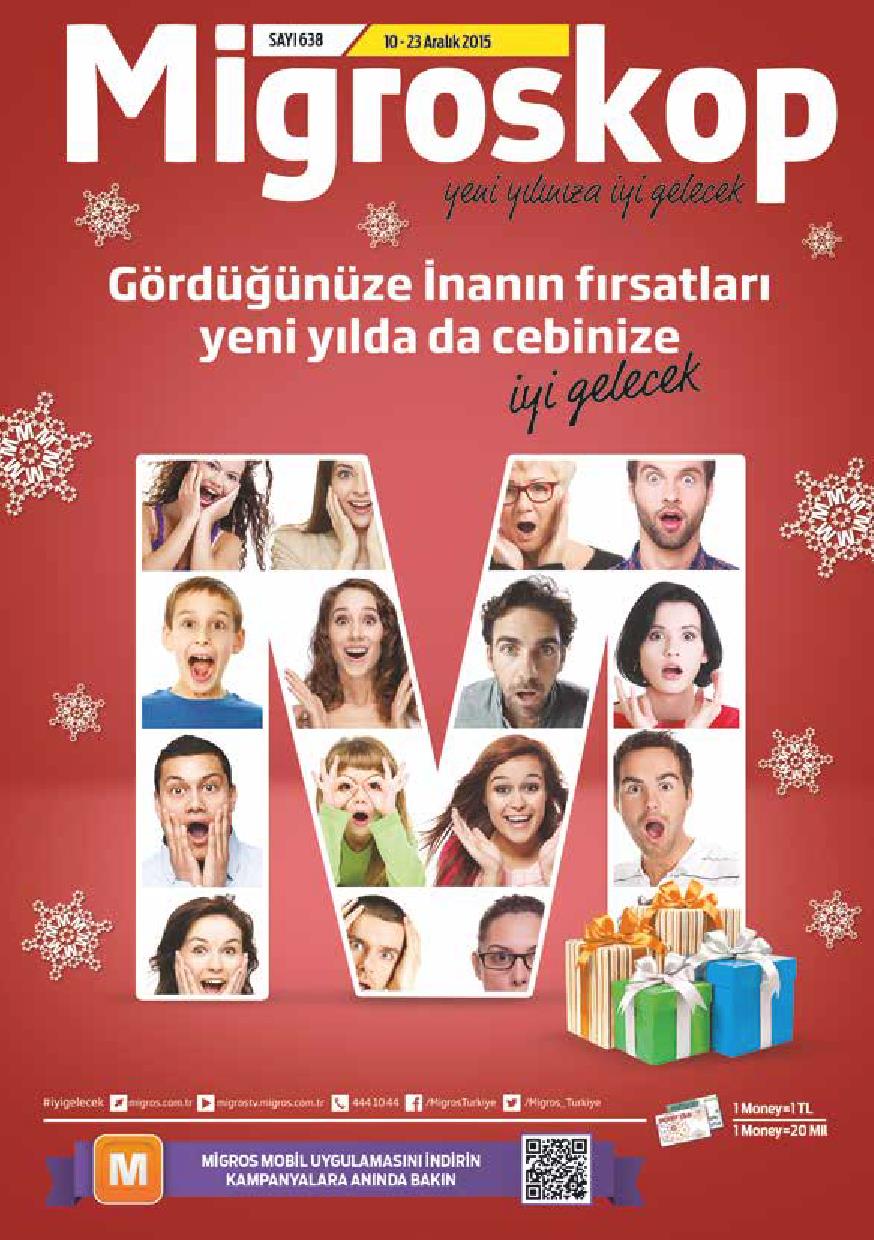 SAYI 638
10 - 23 Aralık 2015
Migroskop
yeni yılınıza iyi gelecek
Gördüğünüze İnanın fırsatları
yeni yılda da cebinize
iyi gelecek
#iyigelecek migros.com.tr migrostv.migros.com.tr 444 10 44 /MigrosTurkiye /Migros_Turkiye
1 Money=1 TL
1 Money=20 Mil
M
MİGROS MOBİL UYGULAMASINI İNDİRİN
KAMPANYALARA ANINDA BAKIN